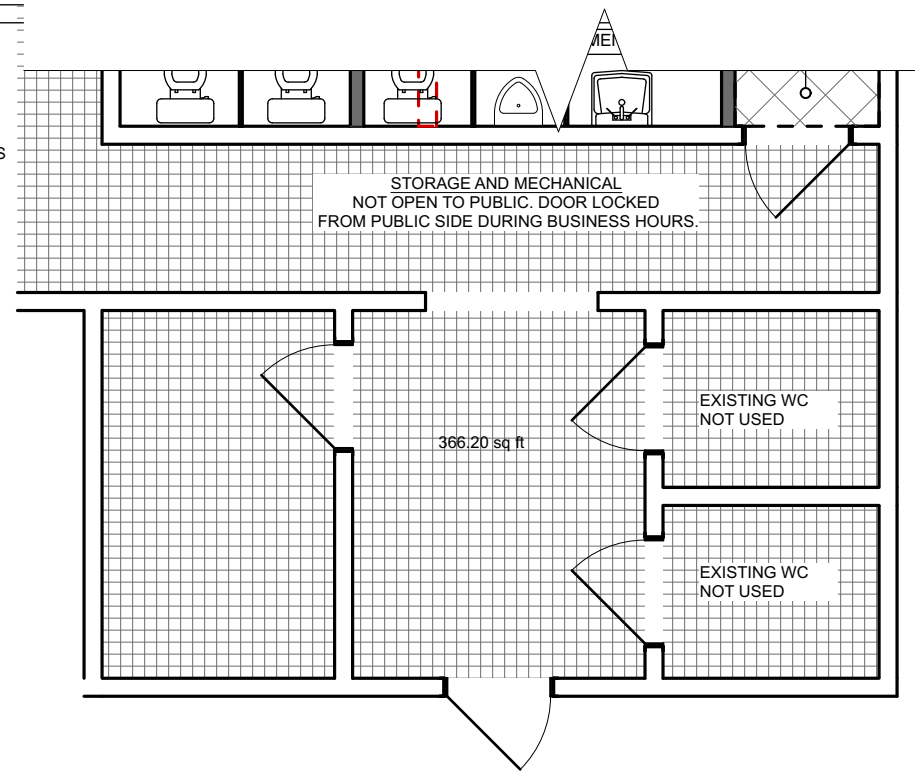 STORAGE AND MECHANICAL
NOT OPEN TO PUBLIC. DOOR LOCKED
FROM PUBLIC SIDE DURING BUSINESS HOURS.
EXISTING WC
NOT USED
366.20 sq ft
EXISTING WC
NOT USED